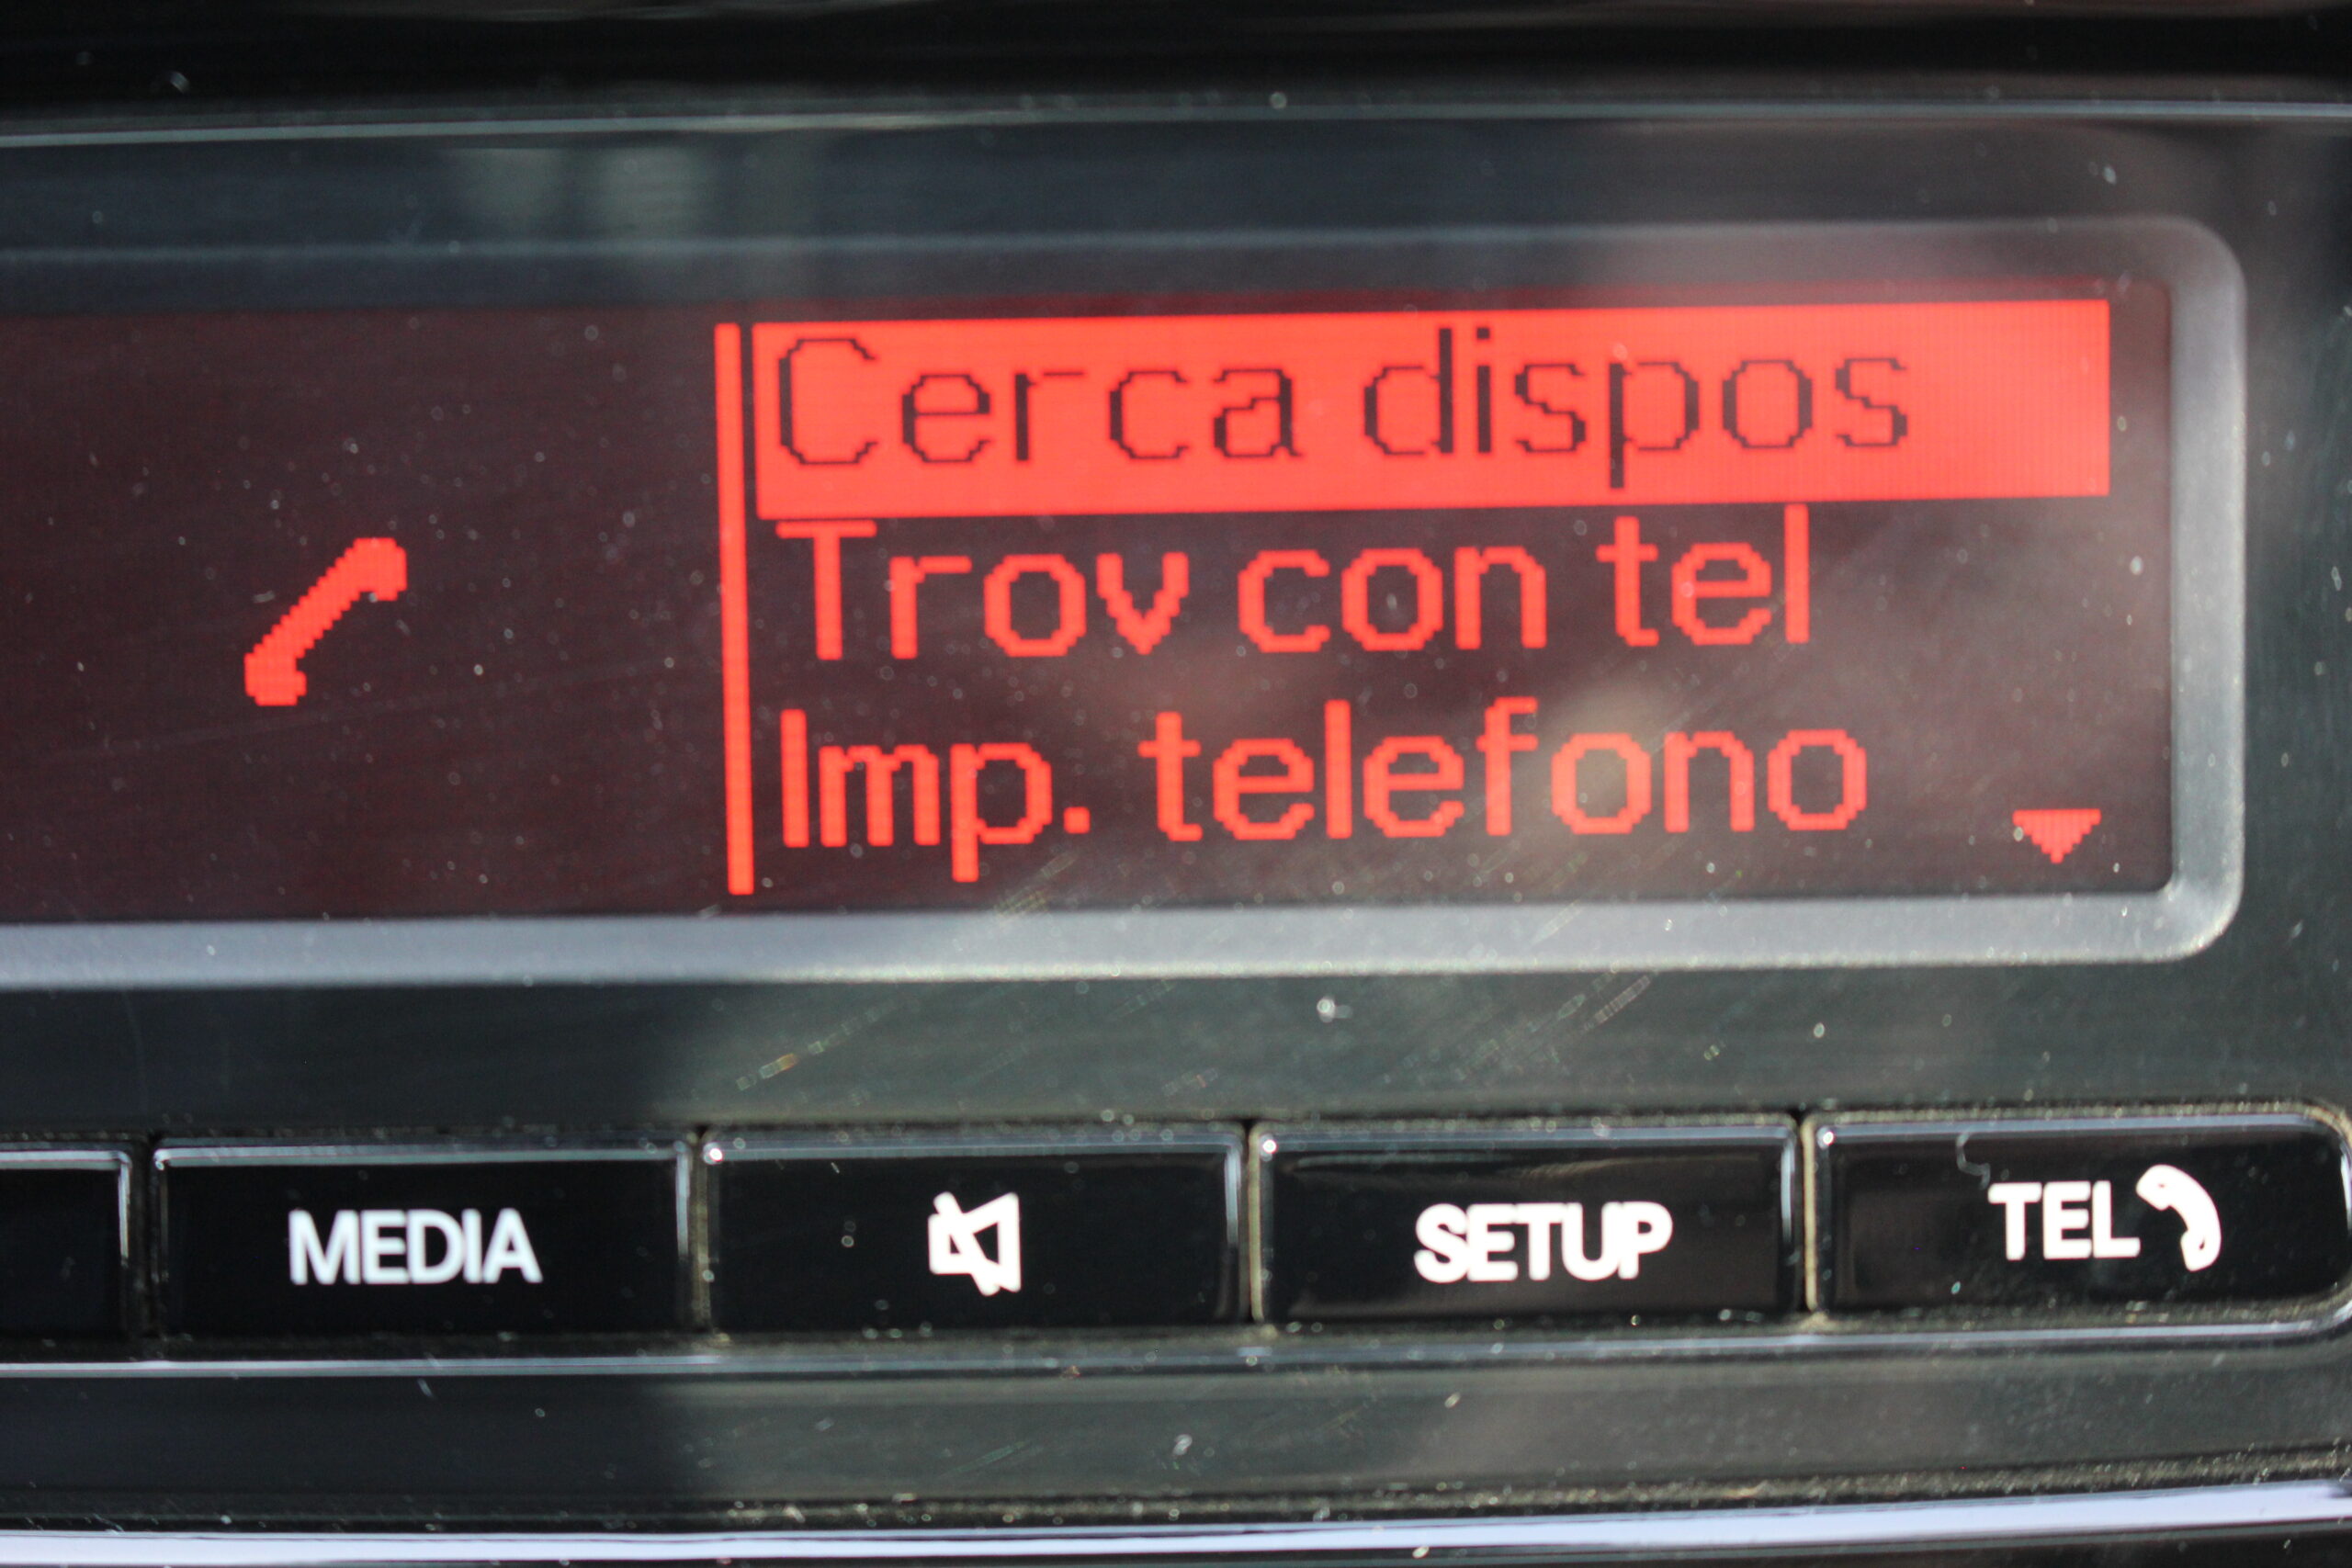 Cerca dispos
Trov con tel
Imp. telefono
MEDIA
SETUP
TEL